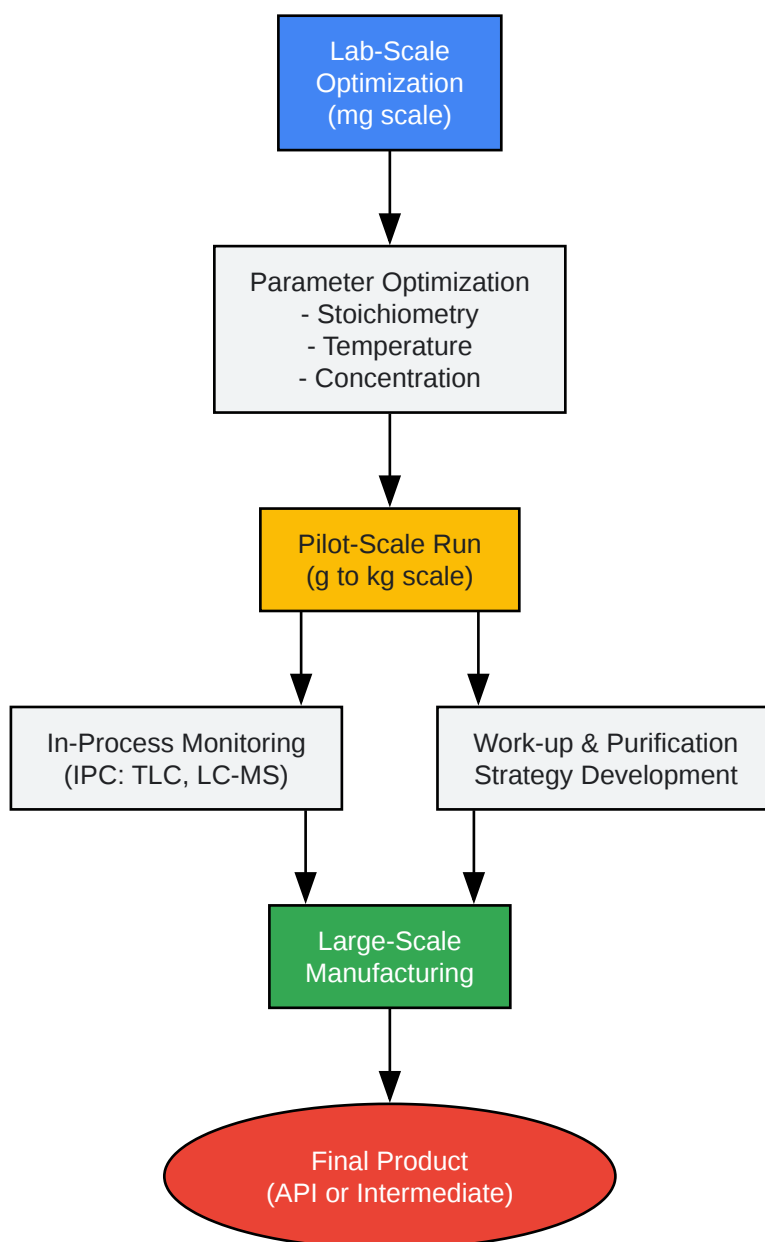 Lab-Scale
Optimization
(mg scale)
Parameter Optimization
- Stoichiometry
- Temperature
- Concentration
Pilot-Scale Run
(g to kg scale)
In-Process Monitoring
(IPC: TLC, LC-MS)
Work-up & Purification
Strategy Development
Large-Scale
Manufacturing
Final Product
(API or Intermediate)